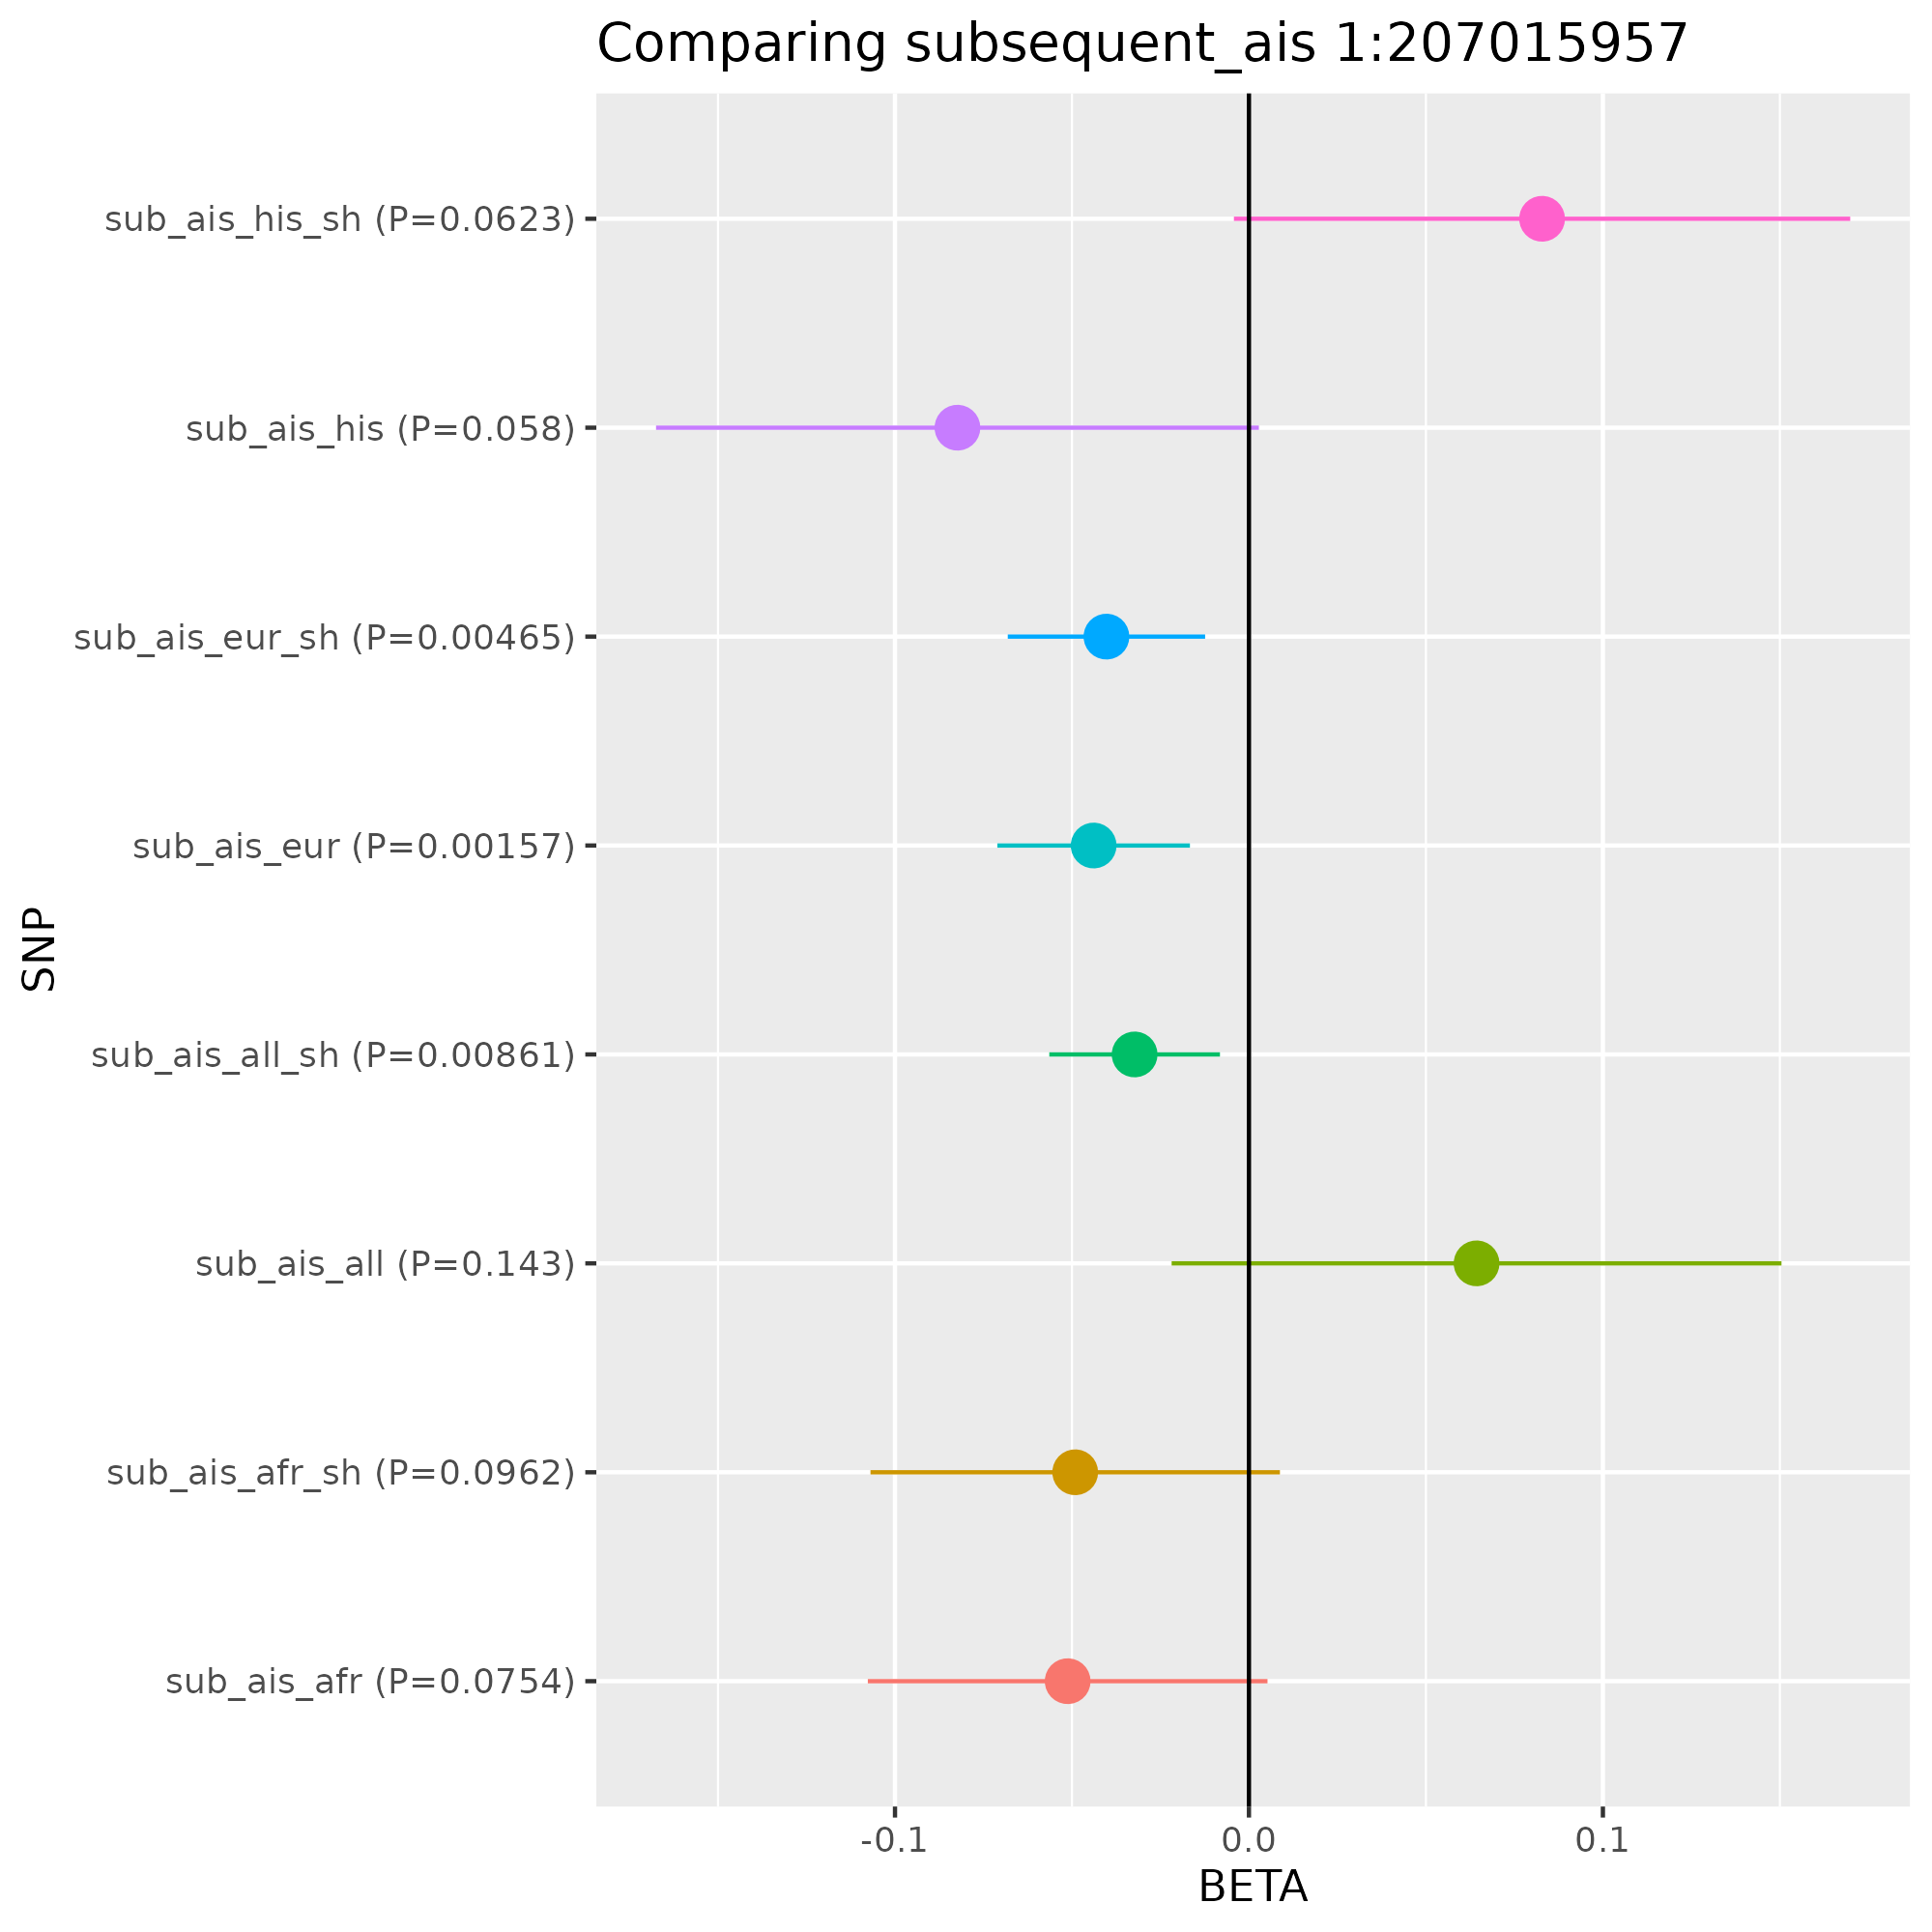 Comparing subsequent_ais 1:207015957
sub_ais_his_sh (P=0.0623)
sub_ais_his (P=0.058)
sub_ais_eur_sh (P=0.00465)
sub_ais_eur (P=0.00157)
SNP
sub_ais_all_sh (P=0.00861)
sub_ais_all (P=0.143)
sub_ais_afr_sh (P=0.0962)
sub_ais_afr (P=0.0754)
-0.1 0.0 0.1
BETA